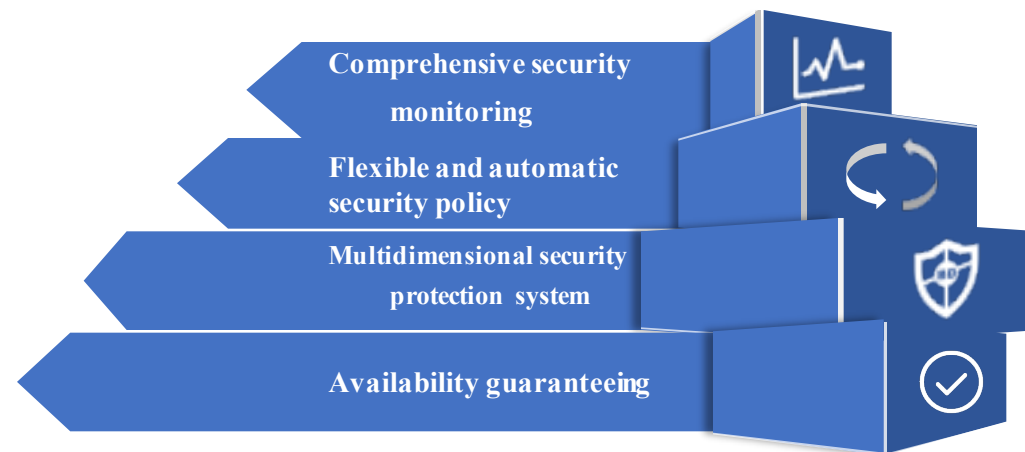 Comprehensive security
monitoring
Flexible and automatic
security policy
Multidimensional security
protection system
Availability guaranteeing